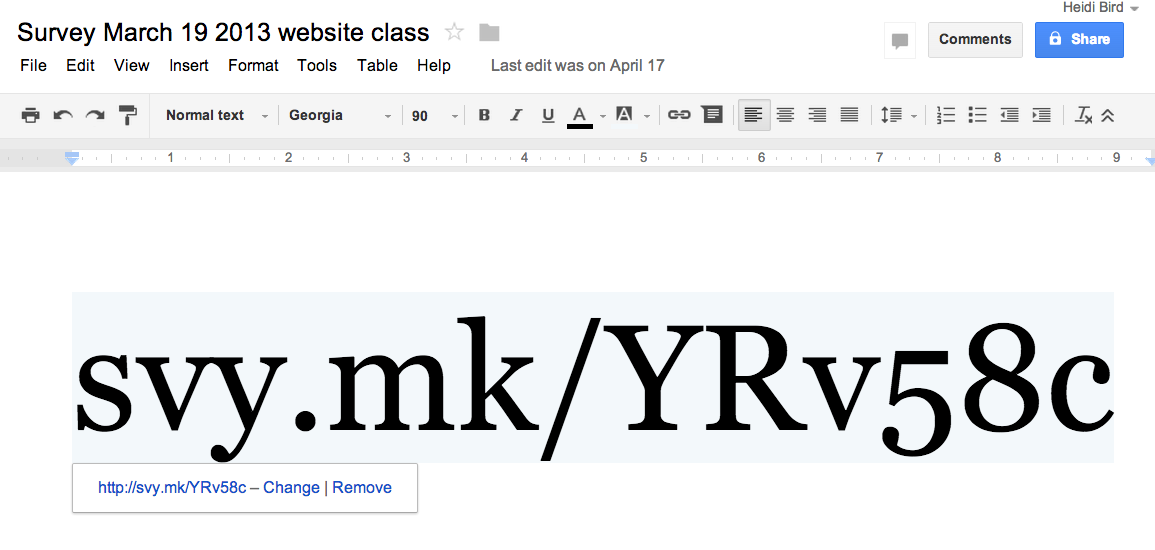 Heidi Bird
Survey March 19 2013 website class
Comments
Share
File Edit View Insert Format Tools Table Help Last edit was on April 17
Normal text Georgia 90 B I U A A
1 2 3 4 5 6 7 8 9
svy.mk/YRv58c
http://svy.mk/YRv58c – Change | Remove